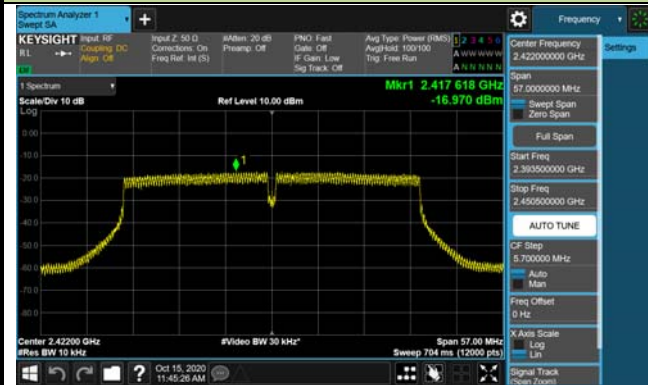 Spectrum Analyzer 1
Swept SA
+
Frequency
KEYSIGHT
RL
Input: RF
Coupling: DC
Align: Off
Input Z: 50 Ω
Corrections: On
Freq Ref: Int (S)
#Atten: 20 dB
Preamp: Off
PNO: Fast
Gate: Off
IF Gain: Low
Sig Track: Off
Avg Type: Power (RMS)
Avg|Hold: 100/100
Trig: Free Run
1 2 3 4 5 6
A W W W W W
A N N N N N
1 Spectrum
Scale/Div 10 dB
Ref Level 10.00 dBm
Mkr1 2.417 618 GHz
-16.970 dBm
Log
0.00
-10.0
1
-20.0
-30.0
-40.0
-50.0
-60.0
-70.0
-80.0
Center 2.42200 GHz
#Res BW 10 kHz
#Video BW 30 kHz*
Span 57.00 MHz
Sweep 704 ms (12000 pts)
Oct 15, 2020
11:45:26 AM
Settings
Center Frequency
2.422000000 GHz
Span
57.0000000 MHz
Swept Span
Zero Span
Full Span
Start Freq
2.393500000 GHz
Stop Freq
2.450500000 GHz
AUTO TUNE
CF Step
5.700000 MHz
Auto
Man
Freq Offset
0 Hz
X Axis Scale
Log
Lin
Signal Track
(Span Zoom)